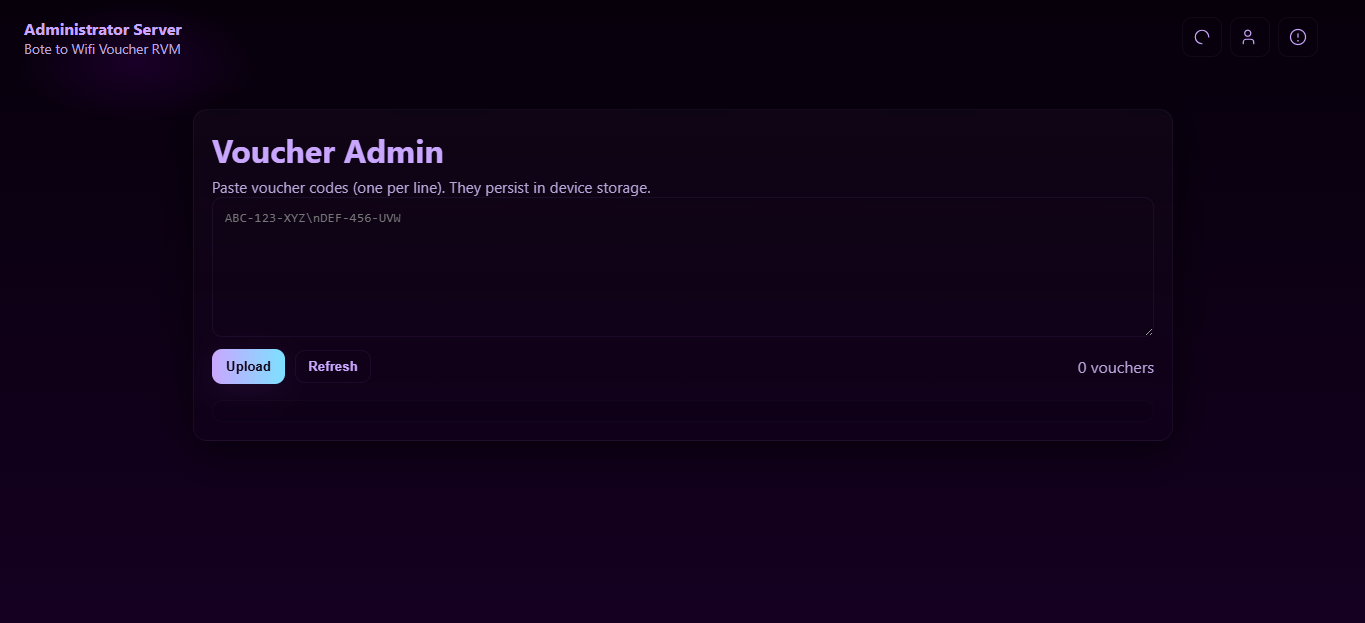 Administrator Server
Bote to Wifi Voucher RVM
Voucher Admin
Paste voucher codes (one per line). They persist in device storage.
ABC-123-XYZ\nDEF-456-UVW
Upload
Refresh
0 vouchers